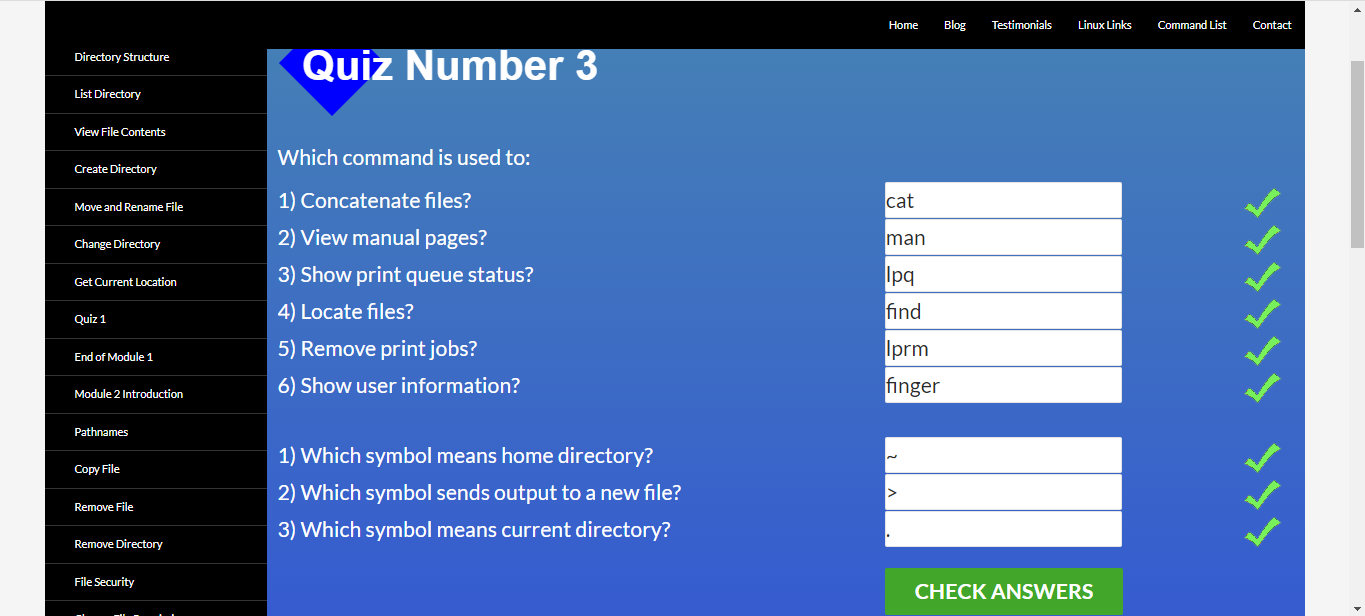 Home Blog Testimonials Linux Links Command List Contact
Directory Structure
List Directory
View File Contents
Create Directory
Move and Rename File
Change Directory
Get Current Location
Quiz 1
End of Module 1
Module 2 Introduction
Pathnames
Copy File
Remove File
Remove Directory
File Security
Quiz Number 3
Which command is used to:
1) Concatenate files? cat
2) View manual pages? man
3) Show print queue status? lpq
4) Locate files? find
5) Remove print jobs? lprm
6) Show user information? finger
1) Which symbol means home directory? ~
2) Which symbol sends output to a new file? >
3) Which symbol means current directory? .
CHECK ANSWERS